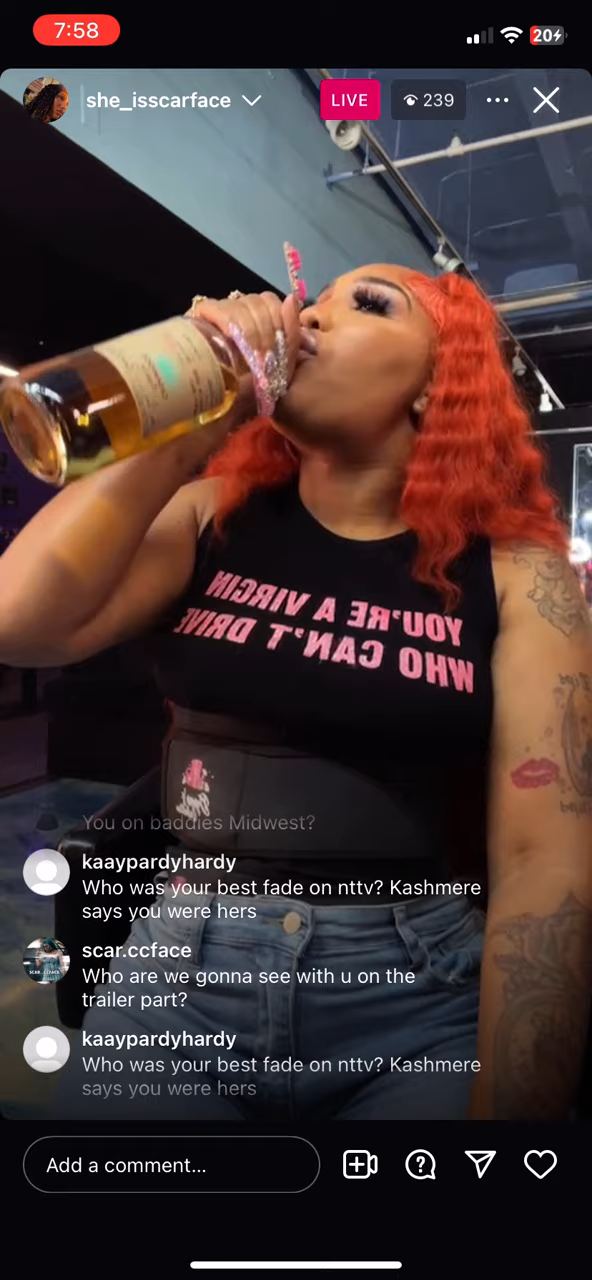 7:58
20
she_isscarface
LIVE
239
YOU'RE A VIRGIN
WHO CAN'T DRIVE
You on baddies Midwest?
kaaypardyhardy
Who was your best fade on nttv? Kashmere
says you were hers
scar.ccface
Who are we gonna see with u on the
trailer part?
kaaypardyhardy
Who was your best fade on nttv? Kashmere
says you were hers
Add a comment...